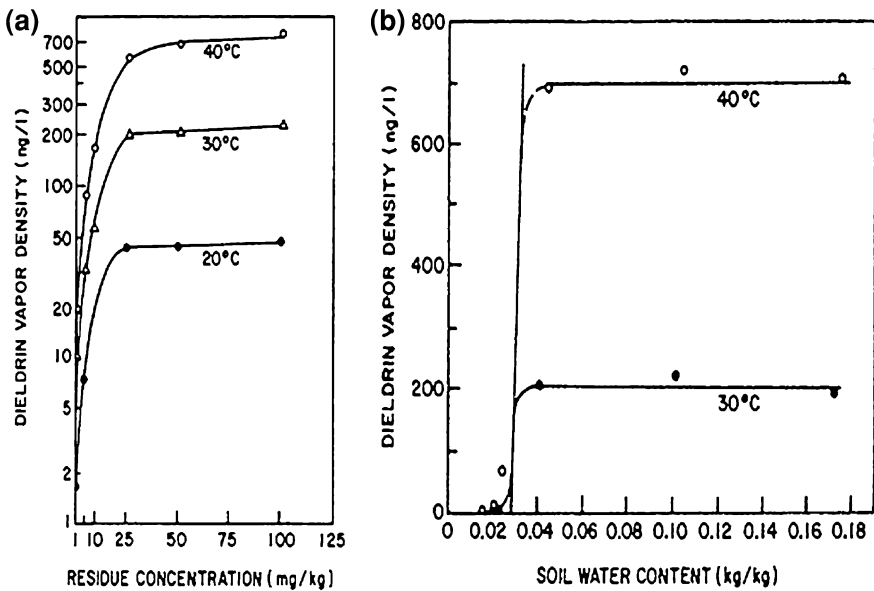 (a)
DIELDRIN VAPOR DENSITY (ng/l)
700
500
300
200
100
50
20
10
5
2
1
40°C
30°C
20°C
1 10 25 50 75 100 125
RESIDUE CONCENTRATION (mg/kg)
(b)
DIELDRIN VAPOR DENSITY (ng/l)
800
600
400
200
0
40°C
30°C
0 0.02 0.04 0.06 0.08 0.10 0.12 0.14 0.16 0.18
SOIL WATER CONTENT (kg/kg)